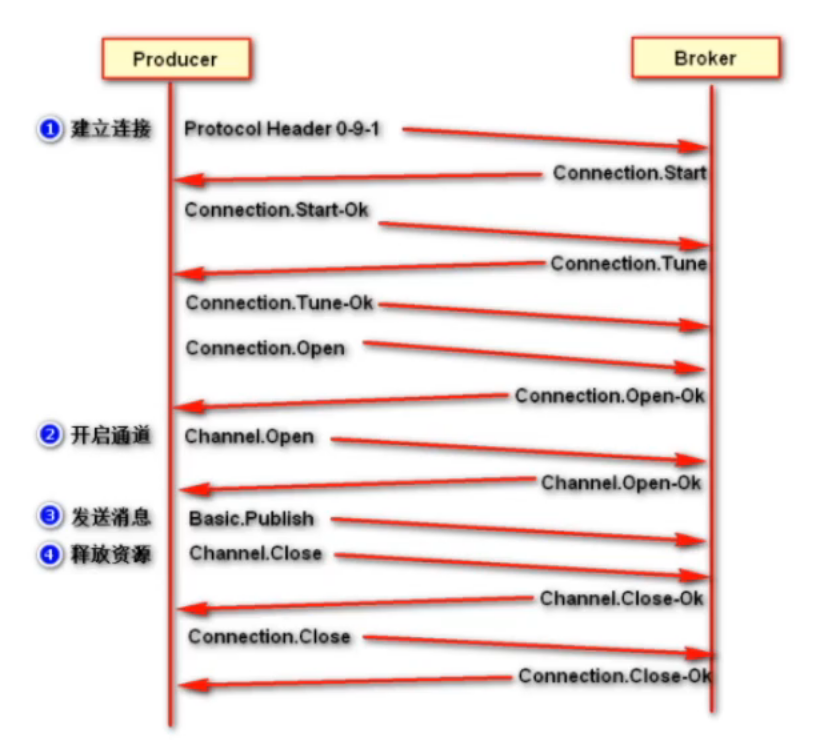 Producer
Broker
1 建立连接 Protocol Header 0-9-1
Connection.Start
Connection.Start-Ok
Connection.Tune
Connection.Tune-Ok
Connection.Open
Connection.Open-Ok
2 开启通道 Channel.Open
Channel.Open-Ok
3 发送消息 Basic.Publish
4 释放资源 Channel.Close
Channel.Close-Ok
Connection.Close
Connection.Close-Ok